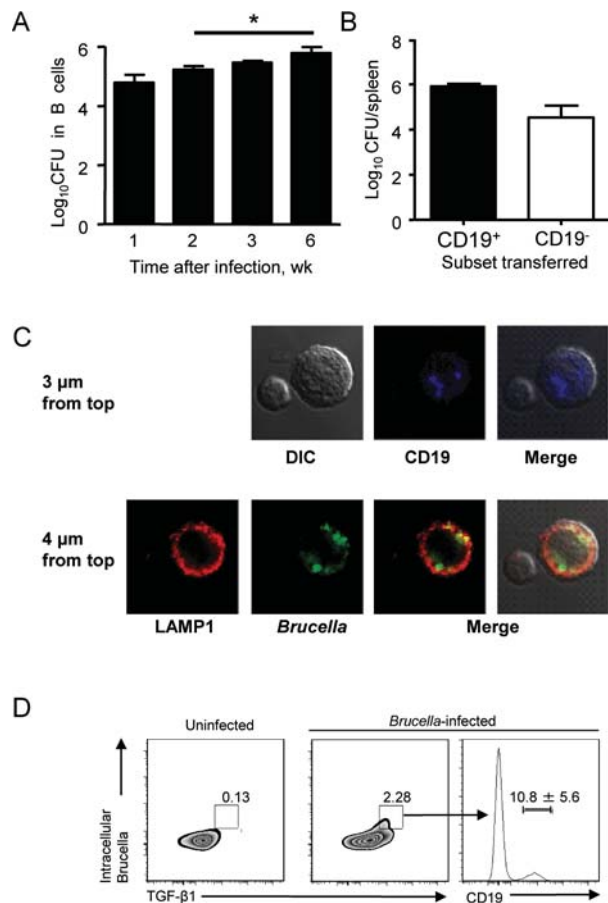 A
*
Log₁₀CFU in B cells
6
4
2
0
1 2 3 6
Time after infection, wk
B
Log₁₀ CFU/spleen
8
6
4
2
0
CD19⁺ CD19⁻
Subset transferred
C
3 µm
from top
DIC CD19 Merge
4 µm
from top
LAMP1 Brucella Merge
D
Uninfected Brucella-infected
Intracellular
Brucella
0.13 2.28 10.8 ± 5.6
TGF-β1 CD19